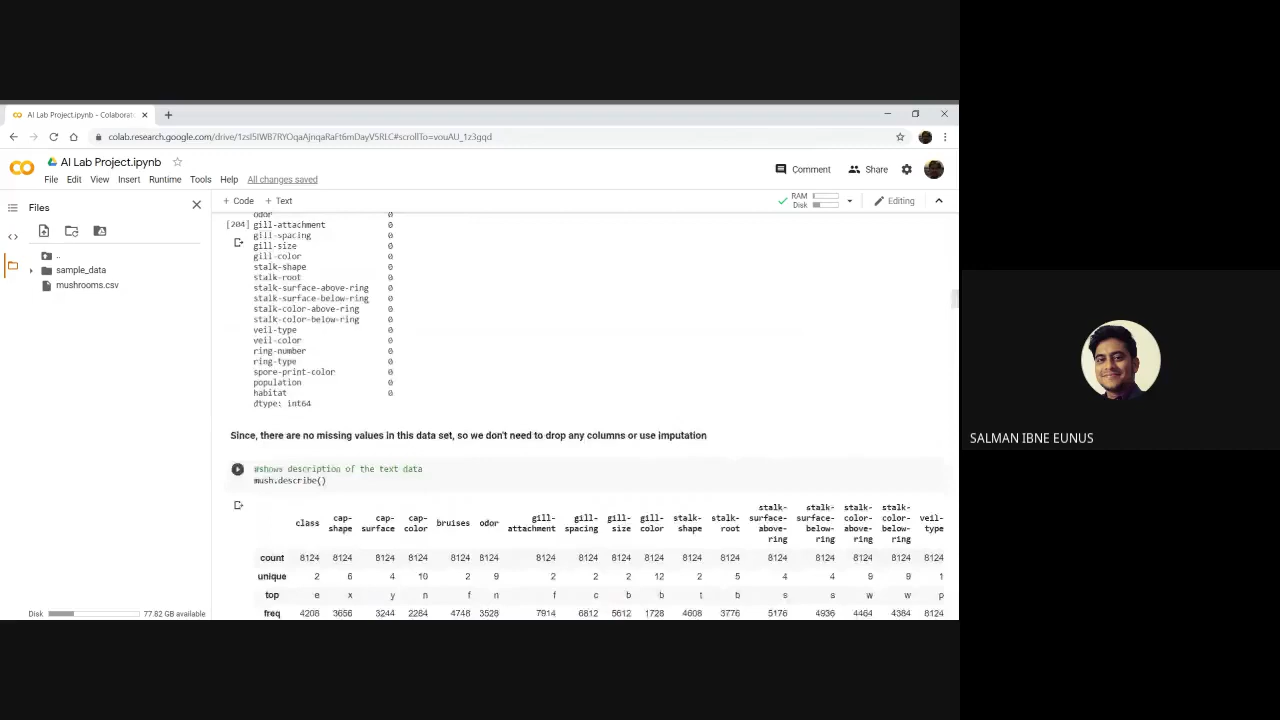 AI Lab Project.ipynb - Colaborat
colab.research.google.com/drive/1zsI5IWB7RYOqaAjnqaRaFt6mDayV5RLC#scrollTo=vouAU_1z3gqd
AI Lab Project.ipynb
Comment
Share
File Edit View Insert Runtime Tools Help All changes saved
Files
+ Code + Text
RAM
Disk
Editing
..
sample_data
mushrooms.csv
odor 0
[204] gill-attachment 0
gill-spacing 0
gill-size 0
gill-color 0
stalk-shape 0
stalk-root 0
stalk-surface-above-ring 0
stalk-surface-below-ring 0
stalk-color-above-ring 0
stalk-color-below-ring 0
veil-type 0
veil-color 0
ring-number 0
ring-type 0
spore-print-color 0
population 0
habitat 0
dtype: int64
Since, there are no missing values in this data set, so we don't need to drop any columns or use imputation
#shows description of the text data
mush.describe()
class cap-shape cap-surface cap-color bruises odor gill-attachment gill-spacing gill-size gill-color stalk-shape stalk-root stalk-surface-above-ring stalk-surface-below-ring stalk-color-above-ring stalk-color-below-ring veil-type
count 8124 8124 8124 8124 8124 8124 8124 8124 8124 8124 8124 8124 8124 8124 8124 8124 8124
unique 2 6 4 10 2 9 2 2 2 12 2 5 4 4 9 9 1
top e x y n f n f c b b t b s s w w p
freq 4208 3656 3244 2284 4748 3528 7914 6812 5612 1728 4608 3776 5176 4936 4464 4384 8124
Disk 77.82 GB available
SALMAN IBNE EUNUS